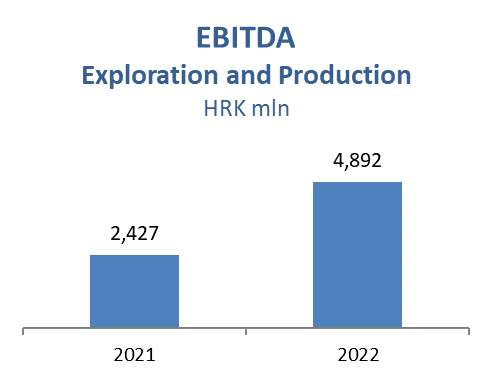 EBITDA
Exploration and Production
HRK mln
4,892
2,427
2021
2022